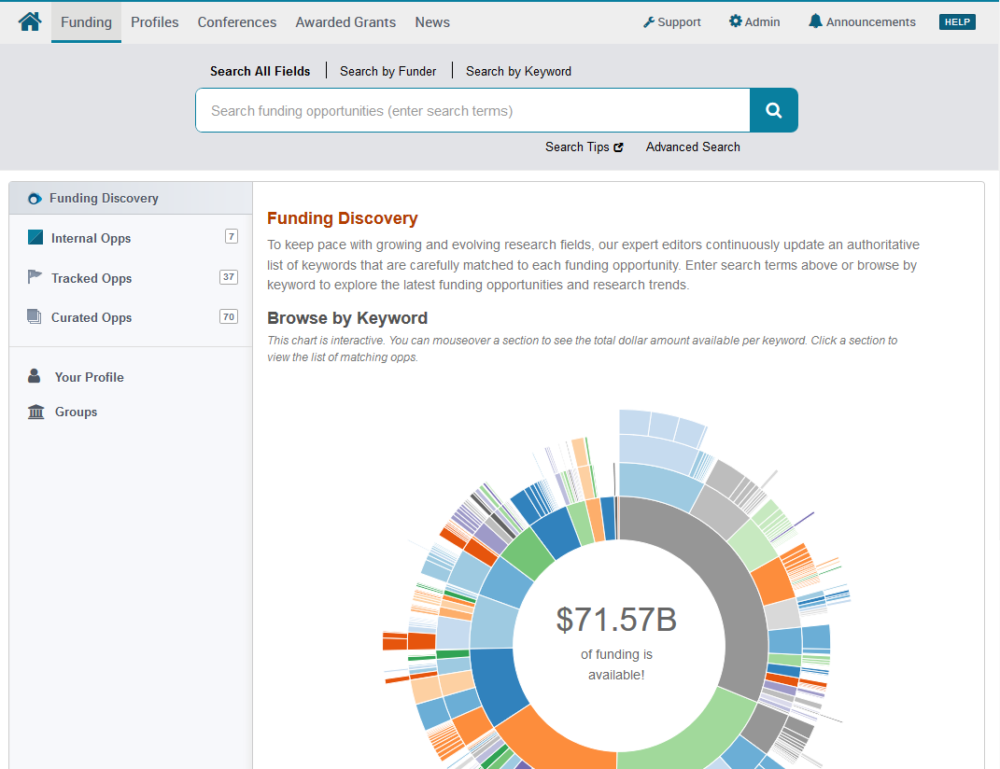 Funding Profiles Conferences Awarded Grants News Support Admin Announcements HELP
Search All Fields Search by Funder Search by Keyword
Search funding opportunities (enter search terms)
Search Tips Advanced Search
Funding Discovery
Internal Opps 7
Tracked Opps 37
Curated Opps 70
Your Profile
Groups
Funding Discovery
To keep pace with growing and evolving research fields, our expert editors continuously update an authoritative
list of keywords that are carefully matched to each funding opportunity. Enter search terms above or browse by
keyword to explore the latest funding opportunities and research trends.
Browse by Keyword
This chart is interactive. You can mouseover a section to see the total dollar amount available per keyword. Click a section to
view the list of matching opps.
$71.57B
of funding is
available!